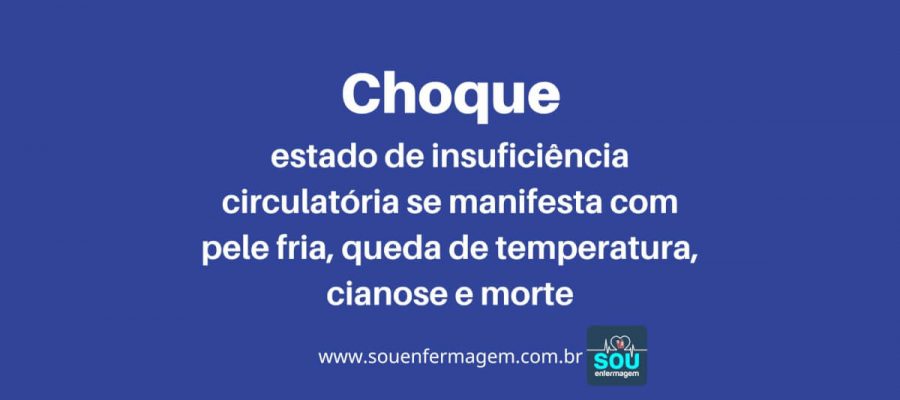 Choque
estado de insuficiência
circulatória se manifesta com
pele fria, queda de temperatura,
cianose e morte
www.souenfermagem.com.br
SOU
enfermagem